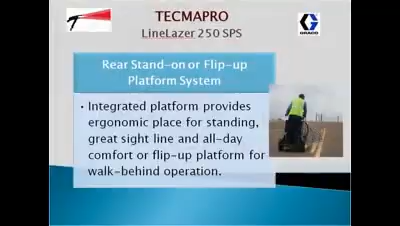 TECMAPRO
LineLazer 250 SPS
GRACO
Rear Stand-on or Flip-up
Platform System
• Integrated platform provides
ergonomic place for standing,
great sight line and all-day
comfort or flip-up platform for
walk-behind operation.